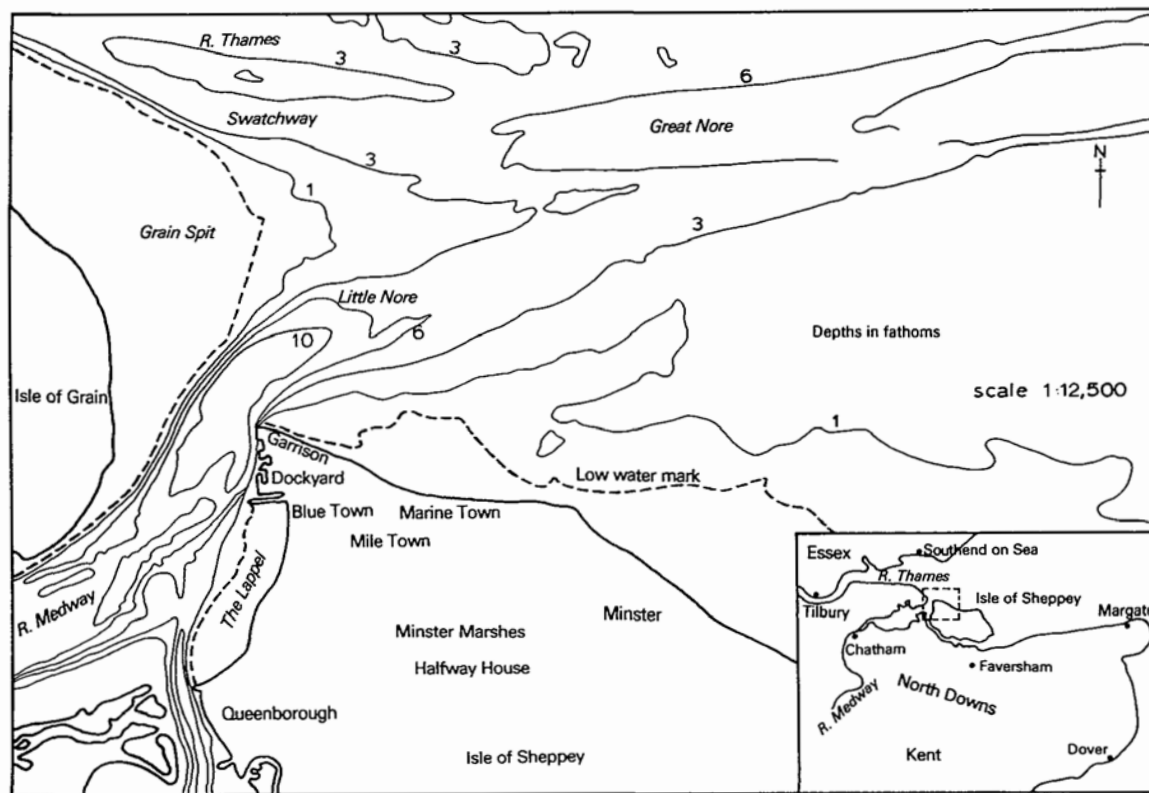 R. Thames
3
3
6
Swatchway
Great Nore
3
N
1
3
Grain Spit
Little Nore
6
10
Depths in fathoms
Isle of Grain
scale 1:12,500
1
Garrison
Low water mark
Dockyard
Blue Town
Marine Town
Mile Town
The Lappel
R. Medway
Minster
Minster Marshes
Halfway House
Queenborough
Isle of Sheppey
Essex
Southend on Sea
R. Thames
Isle of Sheppey
Tilbury
Margate
Chatham
Faversham
North Downs
R. Medway
Dover
Kent